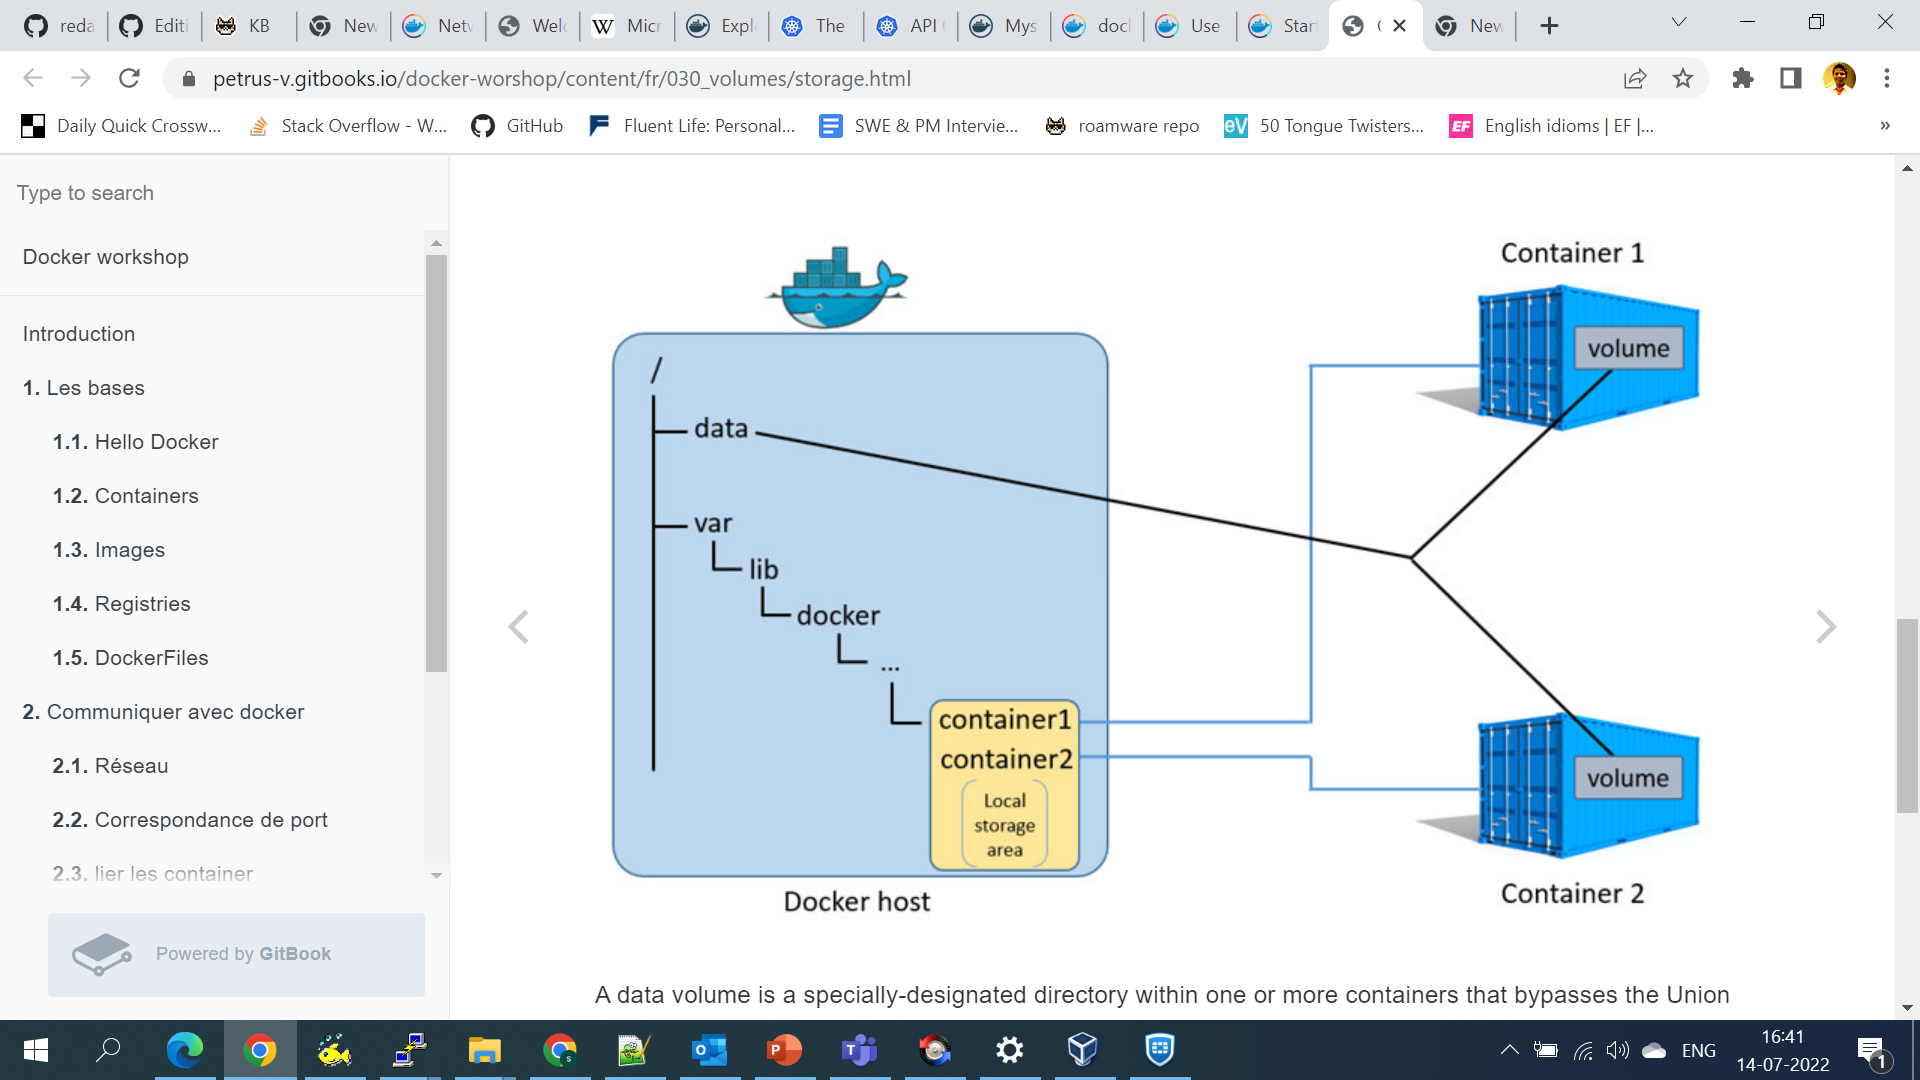 reda
Editi
KB
New
Netw
Welc
Micr
Expl
The
API
Mys
dock
Use
Star
New
petrus-v.gitbooks.io/docker-worshop/content/fr/030_volumes/storage.html
Daily Quick Crossw...
Stack Overflow - W...
GitHub
Fluent Life: Personal...
SWE & PM Intervie...
roamware repo
eV
50 Tongue Twisters...
EF
English idioms | EF |...
»
Type to search
Docker workshop
Introduction
1. Les bases
1.1. Hello Docker
1.2. Containers
1.3. Images
1.4. Registries
1.5. DockerFiles
2. Communiquer avec docker
2.1. Réseau
2.2. Correspondance de port
2.3. lier les container
Powered by GitBook
/
data
var
lib
docker
...
container1
container2
Local
storage
area
Docker host
Container 1
volume
volume
Container 2
A data volume is a specially-designated directory within one or more containers that bypasses the Union
ENG
16:41
14-07-2022
1